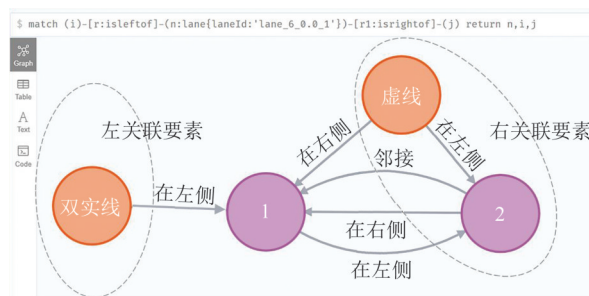 $ match (i)-[r:isleftof]-(n:lane{laneId:'lane_6_0.0_1'})-[r1:isrightof]-(j) return n,i,j
Graph
Table
Text
Code
左关联要素
虚线
右关联要素
在右侧
在左侧
邻接
双实线
在左侧
1
2
在右侧
在左侧